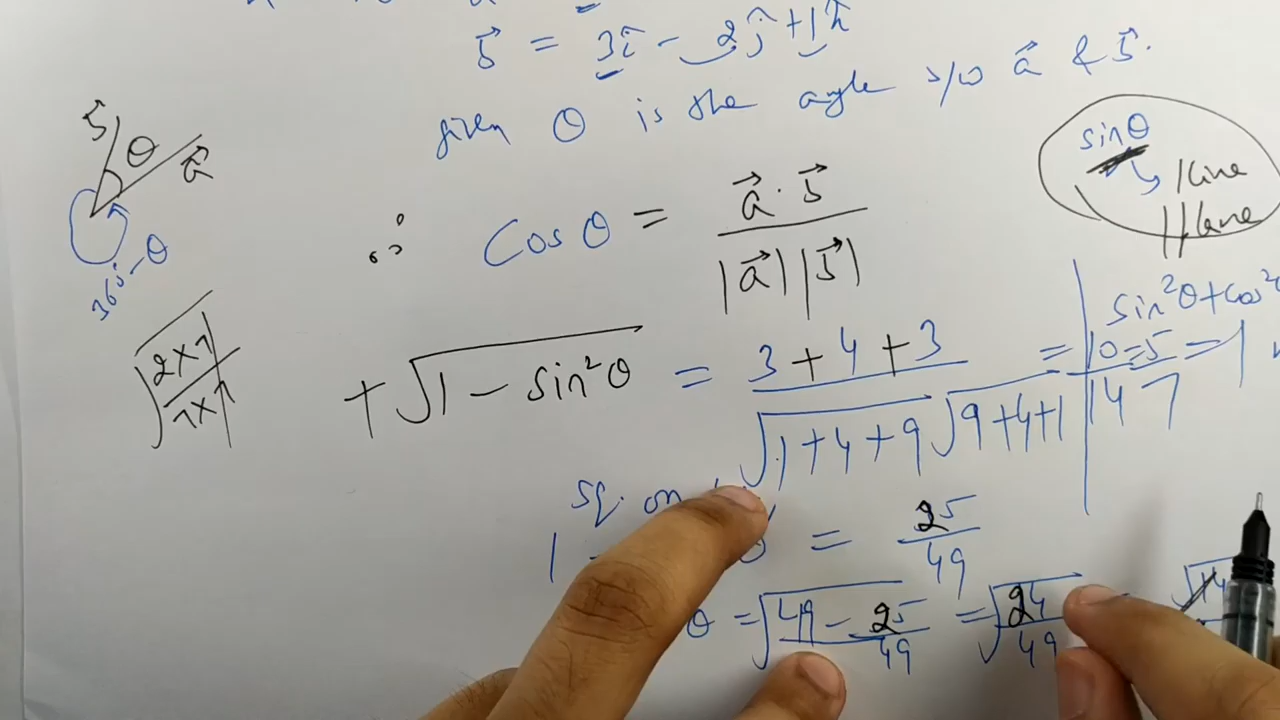 b⃗ = 3î - 2ĵ + 1k̂
given θ is the angle b/w a⃗ & b⃗.
b⃗ θ a⃗
360° - θ
sinθ
line
plane
∴ Cos θ = a⃗ · b⃗ / |a⃗| |b⃗|
√(2×7 / 7×7)
+√(1 - sin²θ) = (3 + 4 + 3) / (√(1+4+9) √(9+4+1)) = 10/14 = 5/7
sin²θ + cos²
= 1
Sq. on
1 = 25/49
θ = √((49 - 25)/49) = √(24/49)